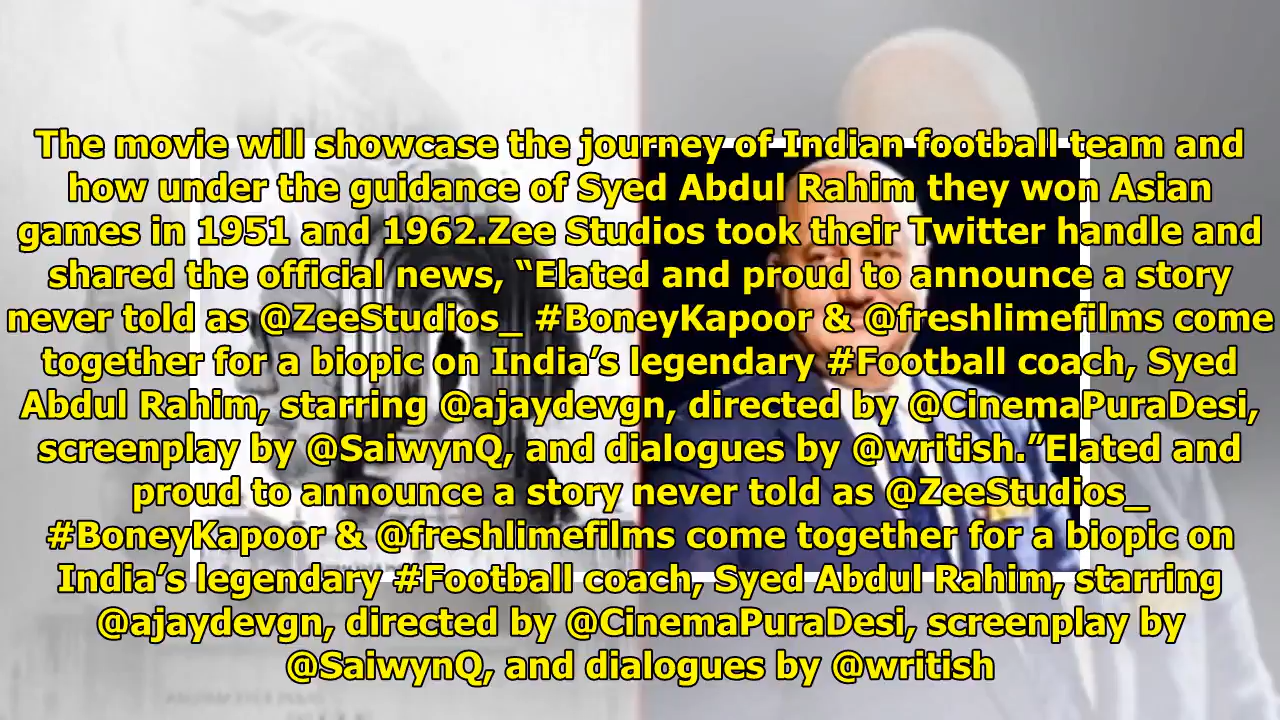 The movie will showcase the journey of Indian football team and
how under the guidance of Syed Abdul Rahim they won Asian
games in 1951 and 1962.Zee Studios took their Twitter handle and
shared the official news, “Elated and proud to announce a story
never told as @ZeeStudios_ #BoneyKapoor & @freshlimefilms come
together for a biopic on India’s legendary #Football coach, Syed
Abdul Rahim, starring @ajaydevgn, directed by @CinemaPuraDesi,
screenplay by @SaiwynQ, and dialogues by @writish.”Elated and
proud to announce a story never told as @ZeeStudios_
#BoneyKapoor & @freshlimefilms come together for a biopic on
India’s legendary #Football coach, Syed Abdul Rahim, starring
@ajaydevgn, directed by @CinemaPuraDesi, screenplay by
@SaiwynQ, and dialogues by @writish